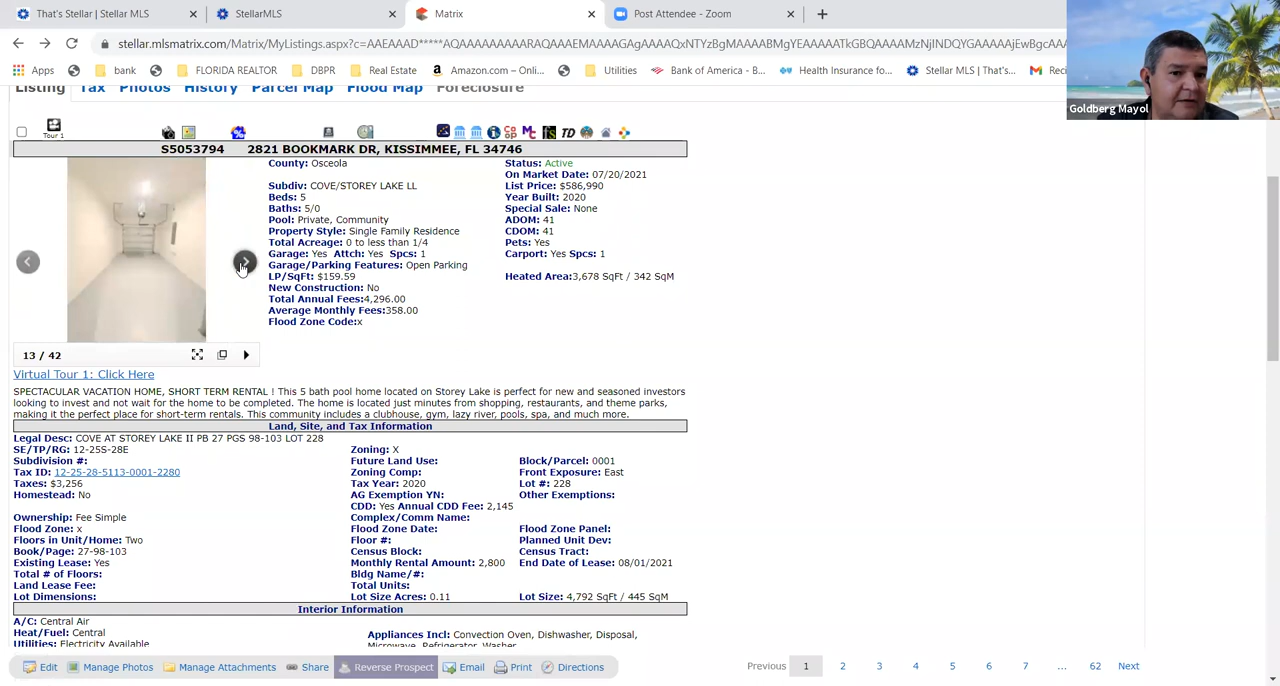 That's Stellar | Stellar MLS
StellarMLS
Matrix
Post Attendee - Zoom
stellar.mlsmatrix.com/Matrix/MyListings.aspx?c=AAEAAAD*****AQAAAAAAAAARAQAAAEMAAAAGAgAAAAQxNTYzBgMAAAABMgYEAAAAATkGBQAAAAMzNjINDQYGAAAAAjEwBgcAA
Apps
bank
FLORIDA REALTOR
DBPR
Real Estate
Amazon.com – Onli...
Utilities
Bank of America - B...
Health Insurance fo...
Stellar MLS | That's...
Reci
Goldberg Mayol
Listing Tax Photos History Parcel Map Flood Map Foreclosure
Tour 1
TD
S5053794 2821 BOOKMARK DR, KISSIMMEE, FL 34746
County: Osceola
Status: Active
On Market Date: 07/20/2021
Subdiv: COVE/STOREY LAKE LL
List Price: $586,990
Beds: 5
Year Built: 2020
Baths: 5/0
Special Sale: None
Pool: Private, Community
ADOM: 41
Property Style: Single Family Residence
CDOM: 41
Total Acreage: 0 to less than 1/4
Pets: Yes
Garage: Yes Attch: Yes Spcs: 1
Carport: Yes Spcs: 1
Garage/Parking Features: Open Parking
LP/SqFt: $159.59
Heated Area:3,678 SqFt / 342 SqM
New Construction: No
Total Annual Fees:4,296.00
Average Monthly Fees:358.00
Flood Zone Code:x
13 / 42
Virtual Tour 1: Click Here
SPECTACULAR VACATION HOME, SHORT TERM RENTAL ! This 5 bath pool home located on Storey Lake is perfect for new and seasoned investors
looking to invest and not wait for the home to be completed. The home is located just minutes from shopping, restaurants, and theme parks,
making it the perfect place for short-term rentals. This community includes a clubhouse, gym, lazy river, pools, spa, and much more.
Land, Site, and Tax Information
Legal Desc: COVE AT STOREY LAKE II PB 27 PGS 98-103 LOT 228
SE/TP/RG: 12-25S-28E
Zoning: X
Subdivision #:
Future Land Use:
Block/Parcel: 0001
Tax ID: 12-25-28-5113-0001-2280
Zoning Comp:
Front Exposure: East
Taxes: $3,256
Tax Year: 2020
Lot #: 228
Homestead: No
AG Exemption YN:
Other Exemptions:
CDD: Yes Annual CDD Fee: 2,145
Ownership: Fee Simple
Complex/Comm Name:
Flood Zone: x
Flood Zone Date:
Flood Zone Panel:
Floors in Unit/Home: Two
Floor #:
Planned Unit Dev:
Book/Page: 27-98-103
Census Block:
Census Tract:
Existing Lease: Yes
Monthly Rental Amount: 2,800
End Date of Lease: 08/01/2021
Total # of Floors:
Bldg Name/#:
Land Lease Fee:
Total Units:
Lot Dimensions:
Lot Size Acres: 0.11
Lot Size: 4,792 SqFt / 445 SqM
Interior Information
A/C: Central Air
Heat/Fuel: Central
Appliances Incl: Convection Oven, Dishwasher, Disposal,
Utilities: Electricity Available
Microwave, Refrigerator, Washer
Edit Manage Photos Manage Attachments Share Reverse Prospect Email Print Directions
Previous 1 2 3 4 5 6 7 ... 62 Next